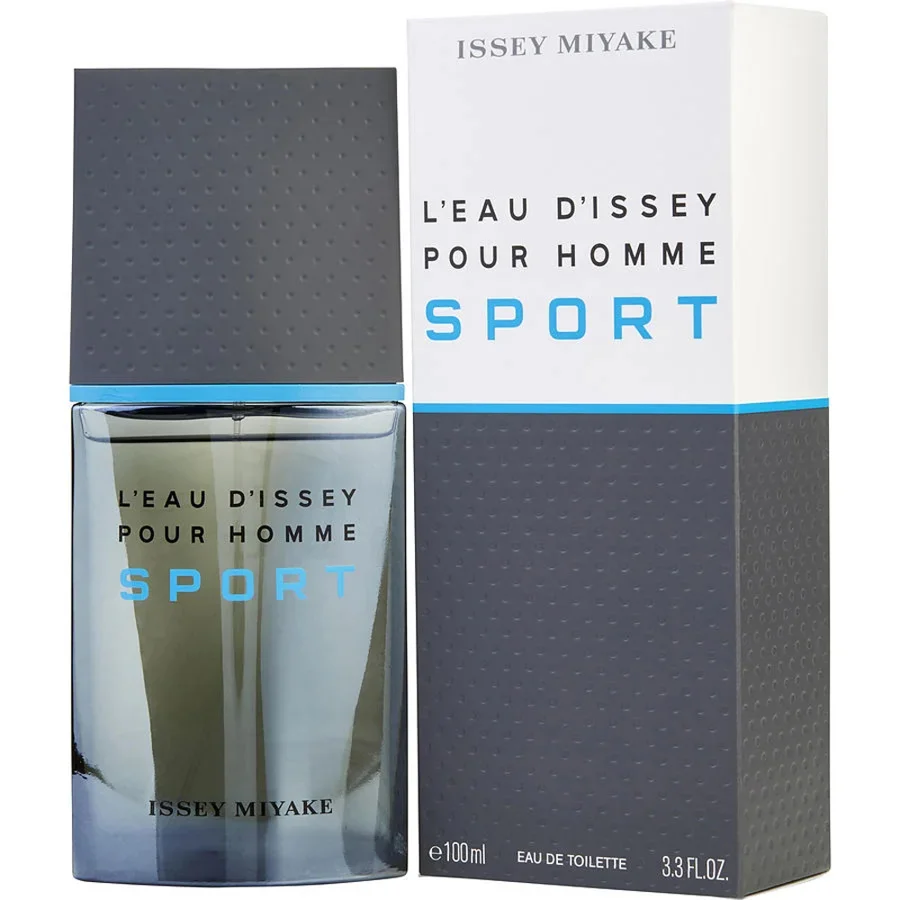 L'EAU D'ISSEY
POUR HOMME
SPORT
ISSEY MIYAKE
ISSEY MIYAKE
L'EAU D'ISSEY
POUR HOMME
SPORT
℮100ml EAU DE TOILETTE 3.3 FL.OZ.